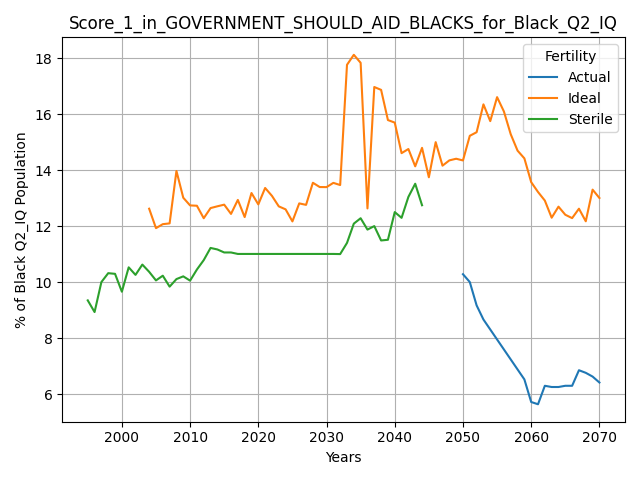 Score_1_in_GOVERNMENT_SHOULD_AID_BLACKS_for_Black_Q2_IQ
Fertility
Actual
Ideal
Sterile
% of Black Q2_IQ Population
18
16
14
12
10
8
6
2000 2010 2020 2030 2040 2050 2060 2070
Years